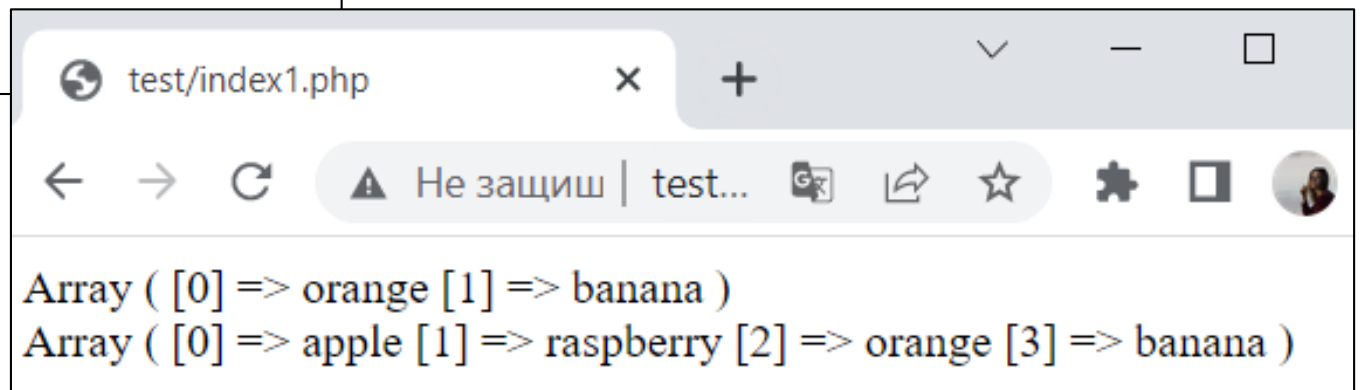 test/index1.php
Не защищ | test...
Array ( [0] => orange [1] => banana )
Array ( [0] => apple [1] => raspberry [2] => orange [3] => banana )